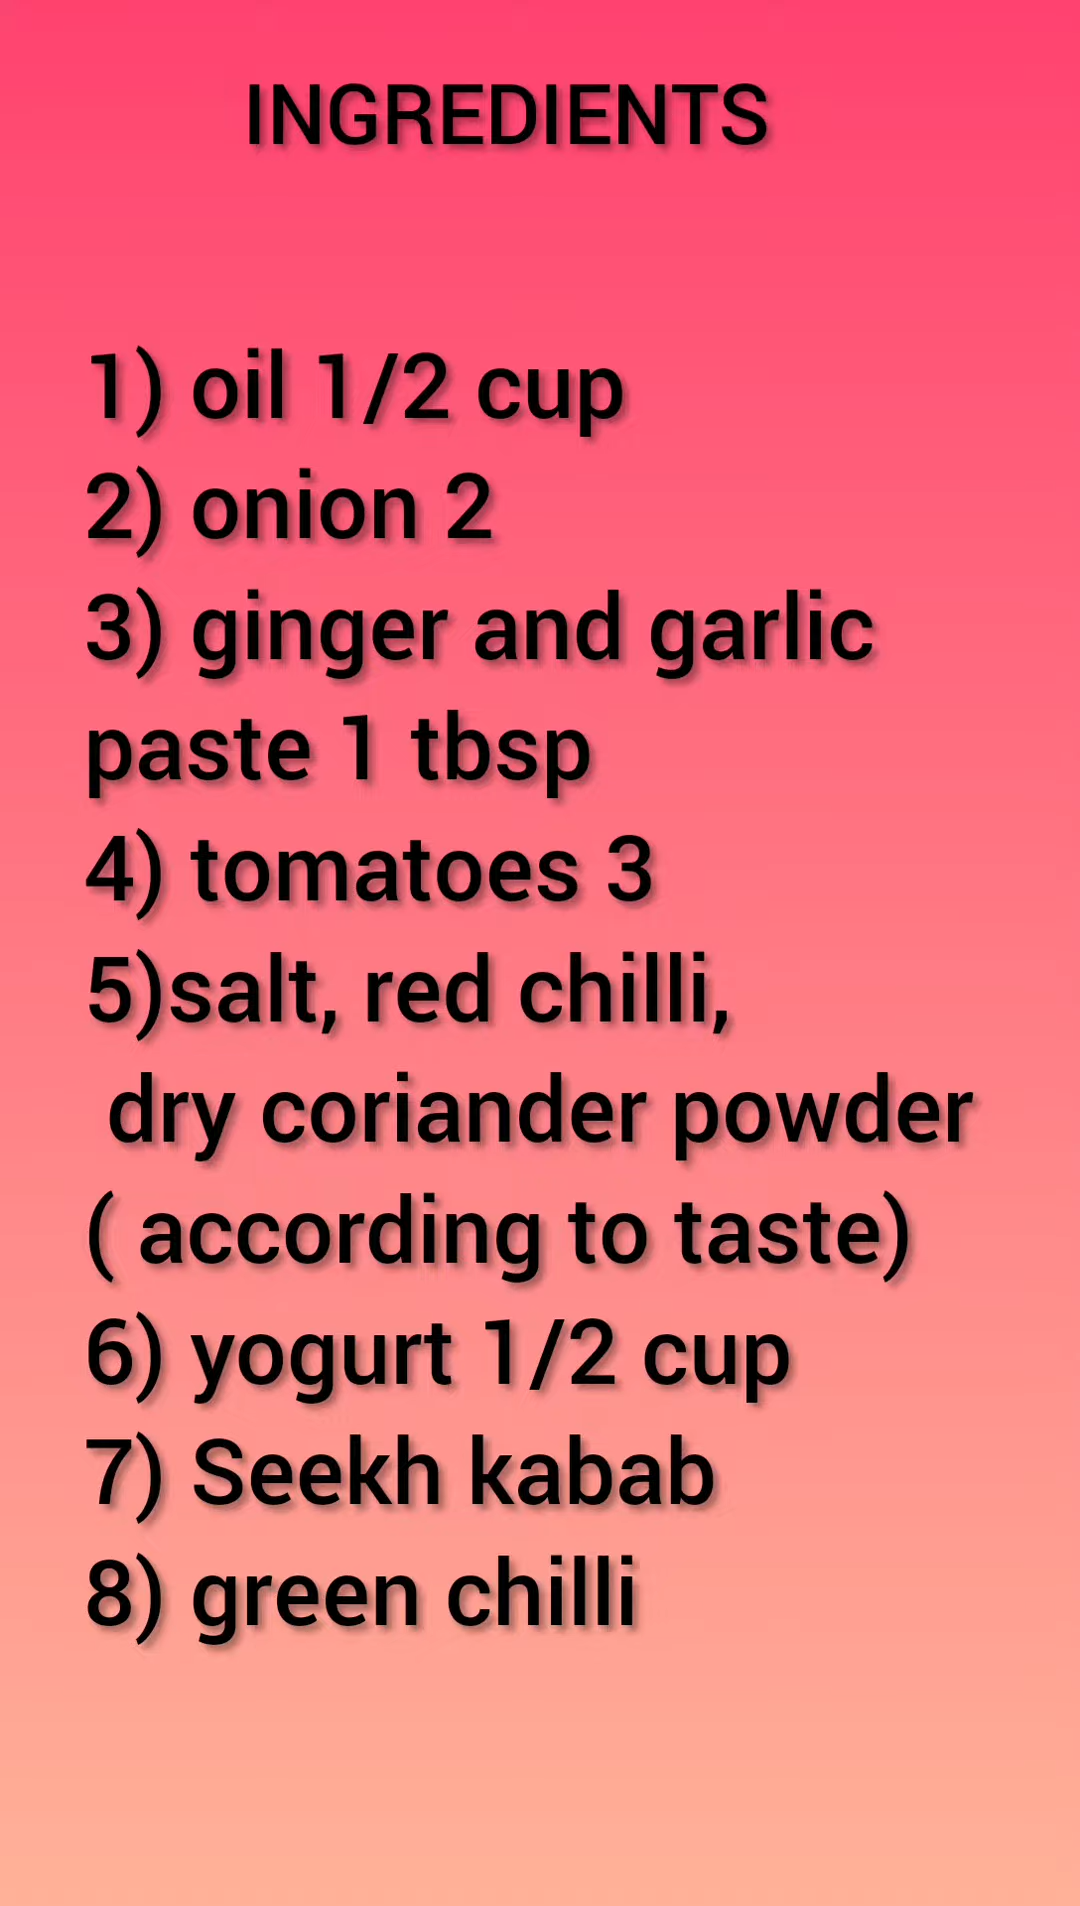 INGREDIENTS
1) oil 1/2 cup
2) onion 2
3) ginger and garlic
paste 1 tbsp
4) tomatoes 3
5)salt, red chilli,
dry coriander powder
( according to taste)
6) yogurt 1/2 cup
7) Seekh kabab
8) green chilli